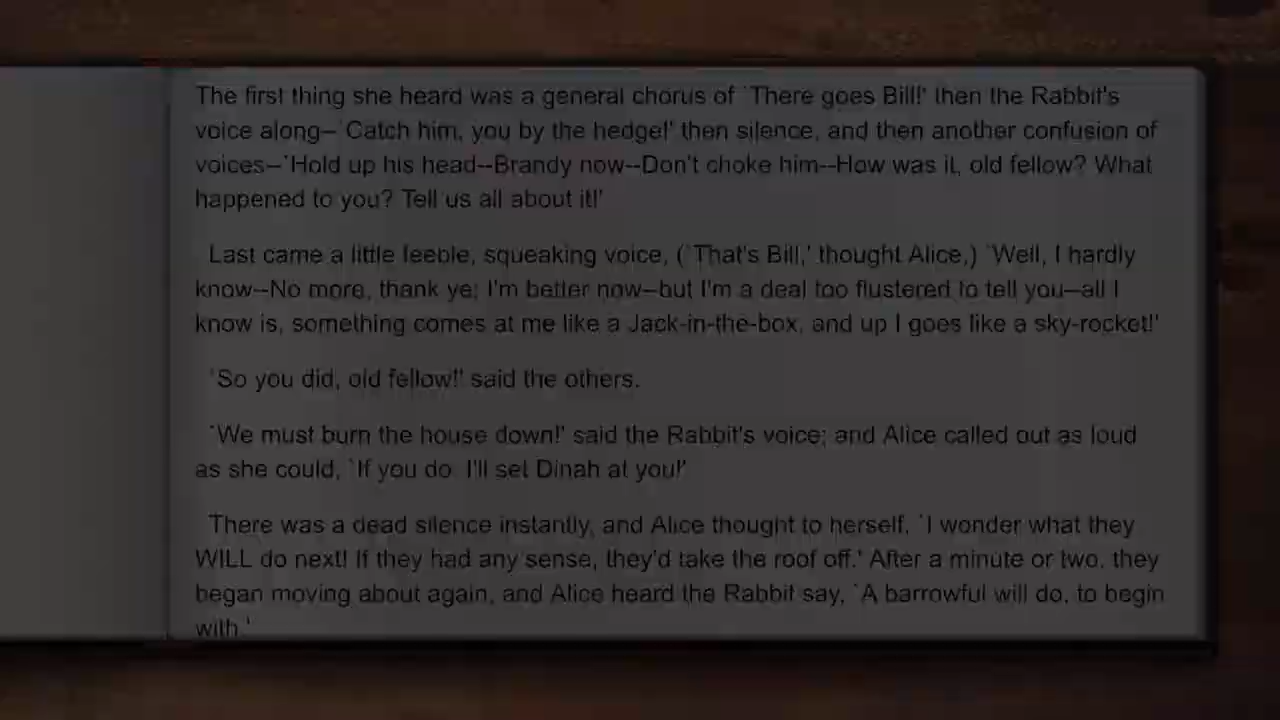 The first thing she heard was a general chorus of `There goes Bill!' then the Rabbit's
voice along--`Catch him, you by the hedge!' then silence, and then another confusion of
voices--`Hold up his head--Brandy now--Don't choke him--How was it, old fellow? What
happened to you? Tell us all about it!'
Last came a little feeble, squeaking voice, (`That's Bill,' thought Alice,) `Well, I hardly
know--No more, thank ye; I'm better now--but I'm a deal too flustered to tell you--all I
know is, something comes at me like a Jack-in-the-box, and up I goes like a sky-rocket!'
`So you did, old fellow!' said the others.
`We must burn the house down!' said the Rabbit's voice; and Alice called out as loud
as she could, `If you do. I'll set Dinah at you!'
There was a dead silence instantly, and Alice thought to herself, `I wonder what they
WILL do next! If they had any sense, they'd take the roof off.' After a minute or two, they
began moving about again, and Alice heard the Rabbit say, `A barrowful will do, to begin
with.'